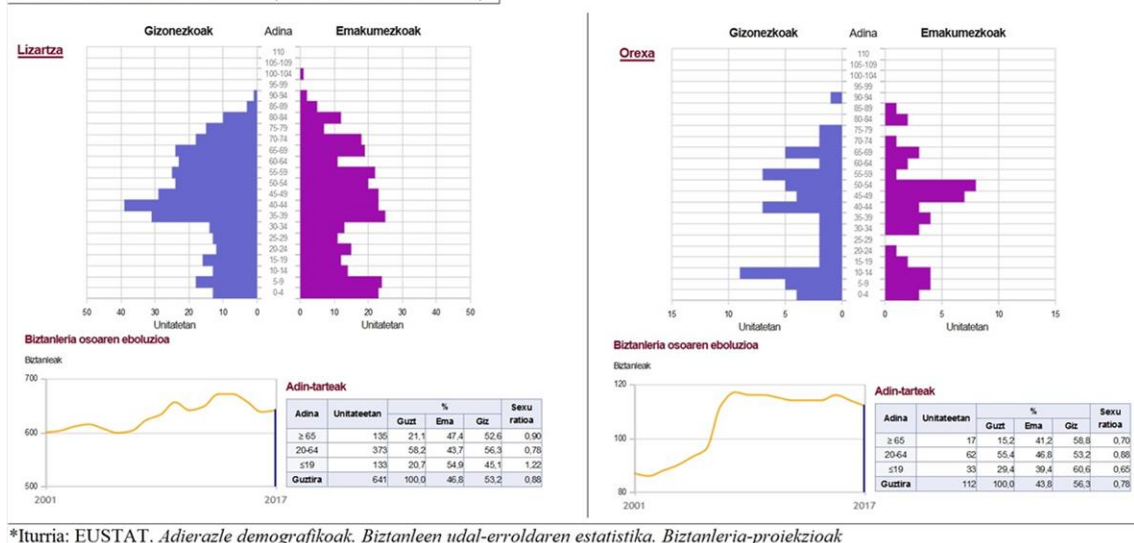 Gizonezkoak Adina Emakumezkoak
Lizartza
110
105-109
100-104
95-99
90-94
85-89
80-84
75-79
70-74
65-69
60-64
55-59
50-54
45-49
40-44
35-39
30-34
25-29
20-24
15-19
10-14
5-9
0-4
50 40 30 20 10 0 0 10 20 30 40 50
Unitatetan Unitatetan
Biztanleria osoaren eboluzioa
Biztanleak
700
600
500
2001 2017
Adin-tarteak
Adina Unitateetan % Sexu ratioa
Guzt Ema Giz
≥ 65 135 21,1 47,4 52,6 0,90
20-64 373 58,2 43,7 56,3 0,78
≤19 133 20,7 54,9 45,1 1,22
Guztira 641 100,0 46,8 53,2 0,88
Gizonezkoak Adina Emakumezkoak
Orexa
110
105-109
100-104
95-99
90-94
85-89
80-84
75-79
70-74
65-69
60-64
55-59
50-54
45-49
40-44
35-39
30-34
25-29
20-24
15-19
10-14
5-9
0-4
15 10 5 0 0 5 10 15
Unitatetan Unitatetan
Biztanleria osoaren eboluzioa
Biztanleak
120
100
80
2001 2017
Adin-tarteak
Adina Unitateetan % Sexu ratioa
Guzt Ema Giz
≥ 65 17 15,2 41,2 58,8 0,70
20-64 62 55,4 46,8 53,2 0,88
≤19 33 29,4 39,4 60,6 0,65
Guztira 112 100,0 43,8 56,3 0,78
*Iturria: EUSTAT. Adierazle demografikoak. Biztanleen udal-erroldaren estatistika. Biztanleria-proiekzioak